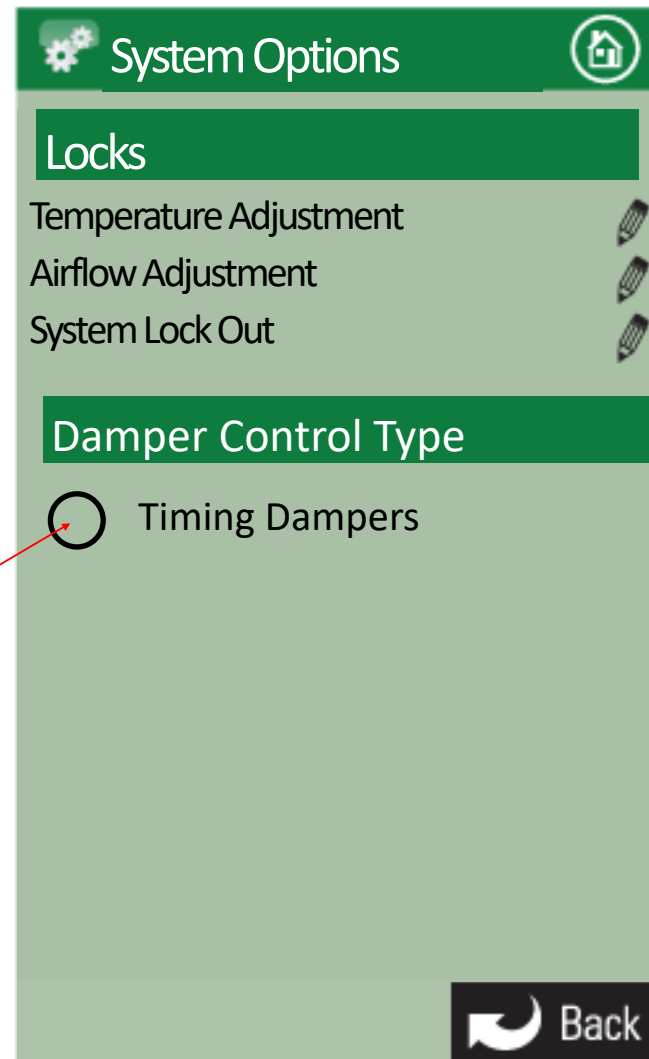 System Options
Locks
Temperature Adjustment
Airflow Adjustment
System Lock Out
Damper Control Type
Timing Dampers
Back